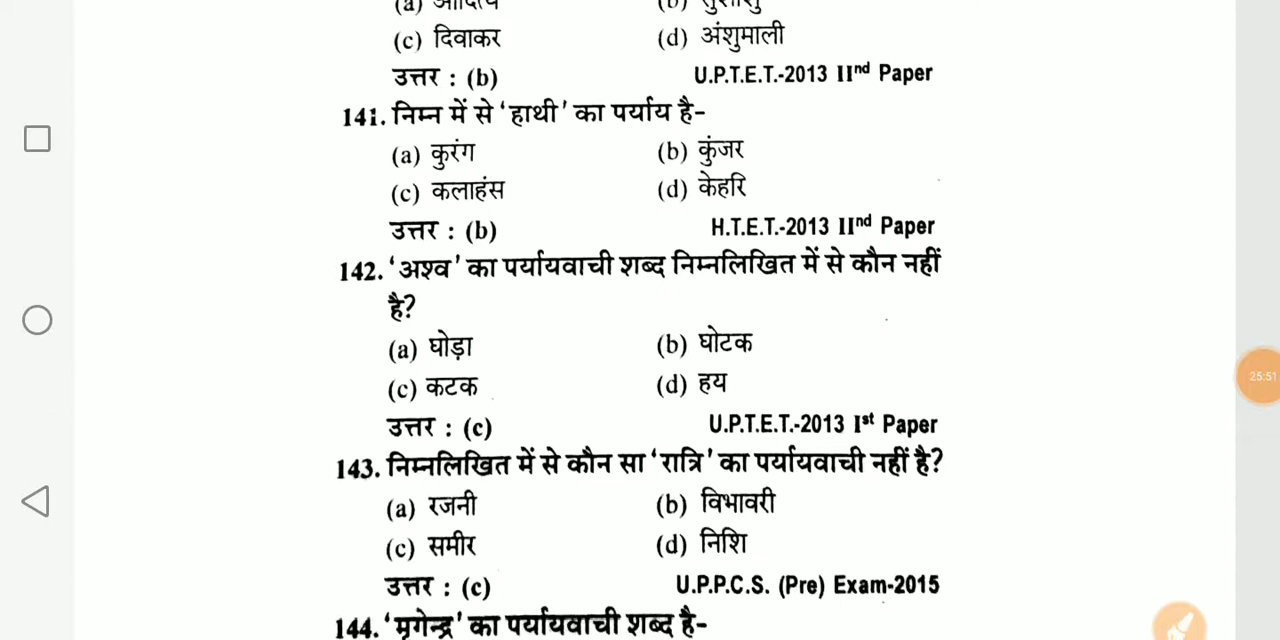 (a) आदित्य (b) सुधांशु
(c) दिवाकर (d) अंशुमाली
उत्तर : (b) U.P.T.E.T.-2013 IInd Paper
141. निम्न में से ‘हाथी’ का पर्याय है-
(a) कुरंग (b) कुंजर
(c) कलाहंस (d) केहरि
उत्तर : (b) H.T.E.T.-2013 IInd Paper
142. ‘अश्व’ का पर्यायवाची शब्द निम्नलिखित में से कौन नहीं
है?
(a) घोड़ा (b) घोटक
(c) कटक (d) हय
उत्तर : (c) U.P.T.E.T.-2013 Ist Paper
143. निम्नलिखित में से कौन सा ‘रात्रि’ का पर्यायवाची नहीं है?
(a) रजनी (b) विभावरी
(c) समीर (d) निशि
उत्तर : (c) U.P.P.C.S. (Pre) Exam-2015
144. ‘मृगेन्द्र’ का पर्यायवाची शब्द है-
25:51